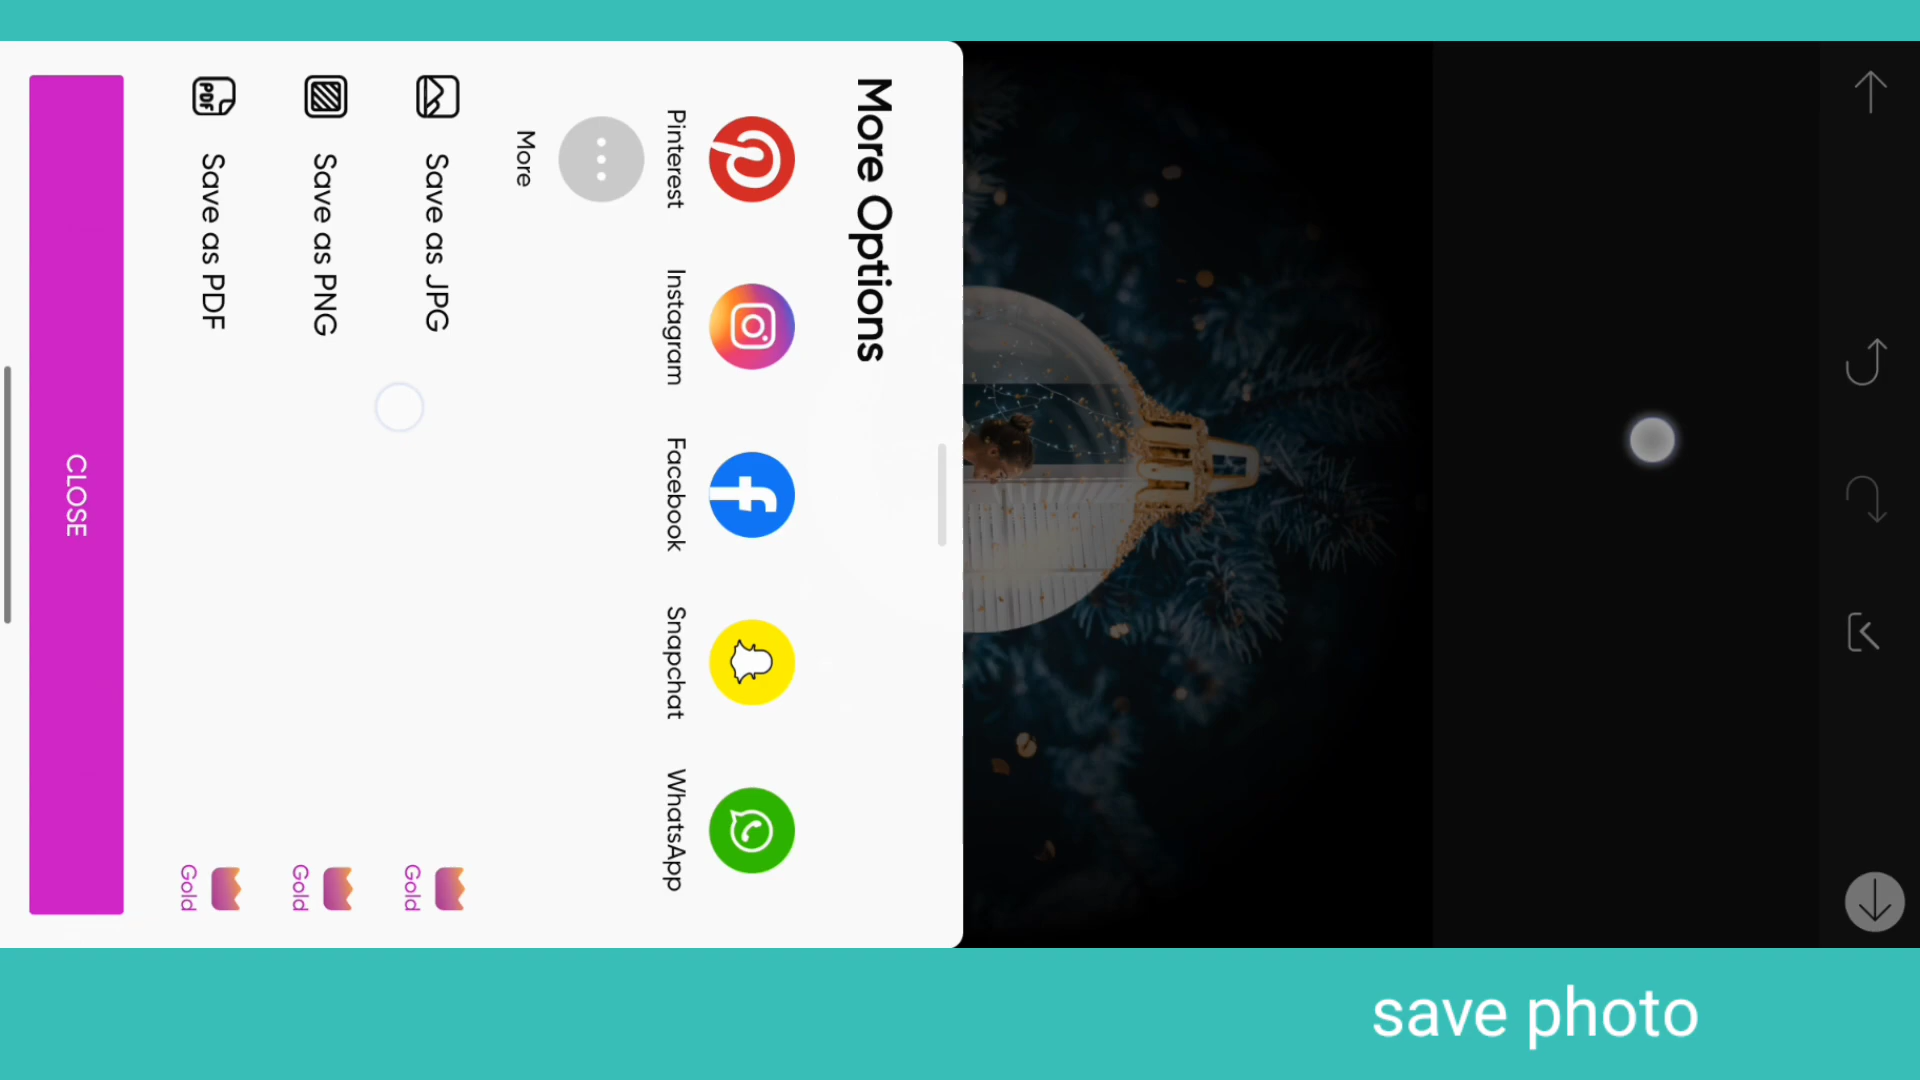 More Options
Pinterest
Instagram
Facebook
Snapchat
WhatsApp
More
Save as JPG
Gold
Save as PNG
Gold
PDF
Save as PDF
Gold
CLOSE
save photo